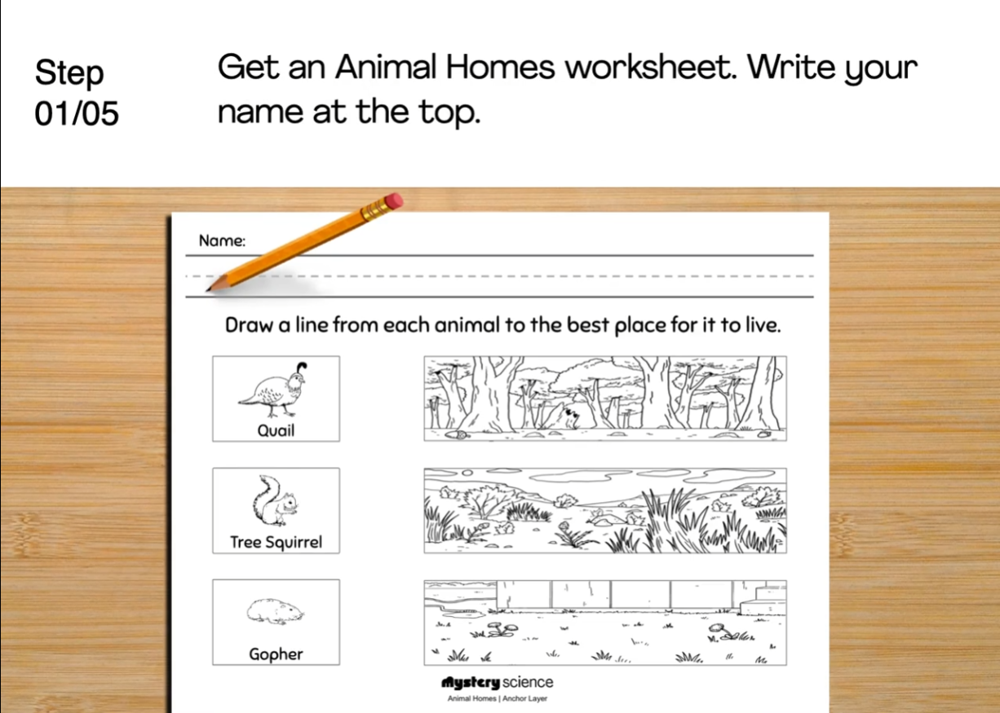 Step
01/05
Get an Animal Homes worksheet. Write your
name at the top.
Name:
Draw a line from each animal to the best place for it to live.
Quail
Tree Squirrel
Gopher
Mystery science
Animal Homes | Anchor Layer